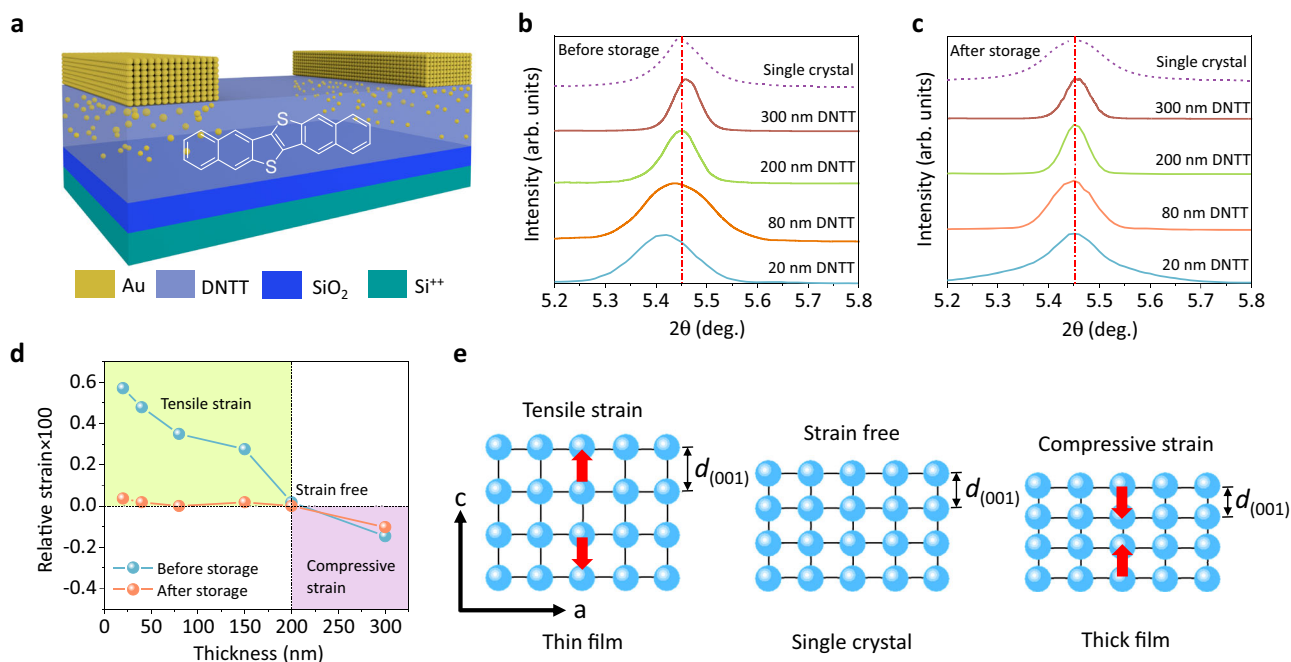 a
S
S
Au
DNTT
SiO₂
Si⁺⁺
b
Before storage
Single crystal
300 nm DNTT
200 nm DNTT
80 nm DNTT
20 nm DNTT
Intensity (arb. units)
5.2 5.3 5.4 5.5 5.6 5.7 5.8
2θ (deg.)
c
After storage
Single crystal
300 nm DNTT
200 nm DNTT
80 nm DNTT
20 nm DNTT
Intensity (arb. units)
5.2 5.3 5.4 5.5 5.6 5.7 5.8
2θ (deg.)
d
Relative strain×100
0.6
0.4
0.2
0.0
-0.2
-0.4
Tensile strain
Strain free
Before storage
After storage
Compressive
strain
0 50 100 150 200 250 300
Thickness (nm)
e
Tensile strain
d(001)
c
a
Thin film
Strain free
d(001)
Single crystal
Compressive strain
d(001)
Thick film